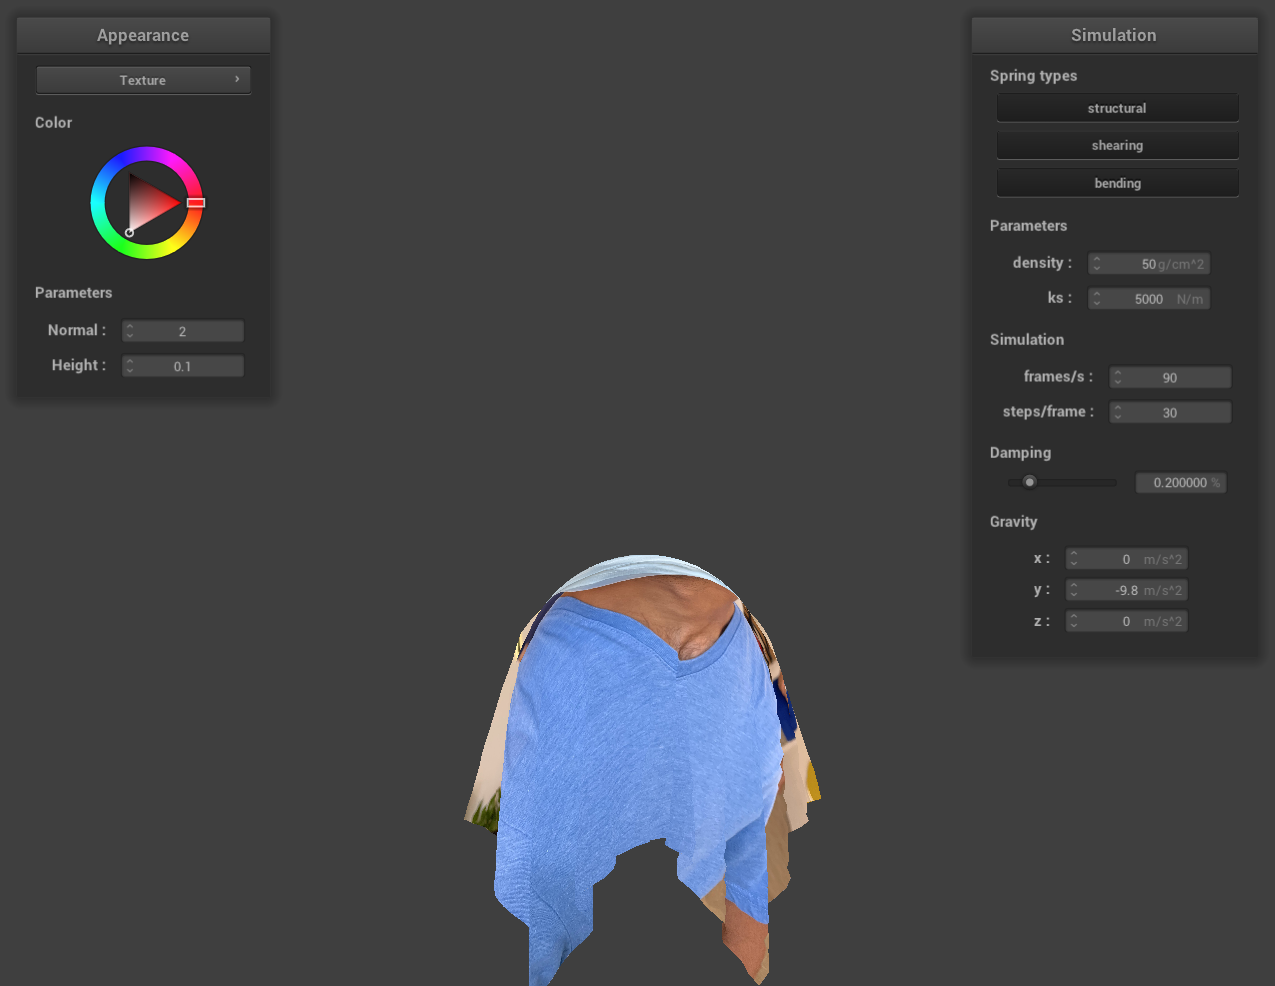 Appearance
Texture
Color
Parameters
Normal : 2
Height : 0.1
Simulation
Spring types
structural
shearing
bending
Parameters
density : 50 g/cm^2
ks : 5000 N/m
Simulation
frames/s : 90
steps/frame : 30
Damping
0.200000 %
Gravity
x : 0 m/s^2
y : -9.8 m/s^2
z : 0 m/s^2